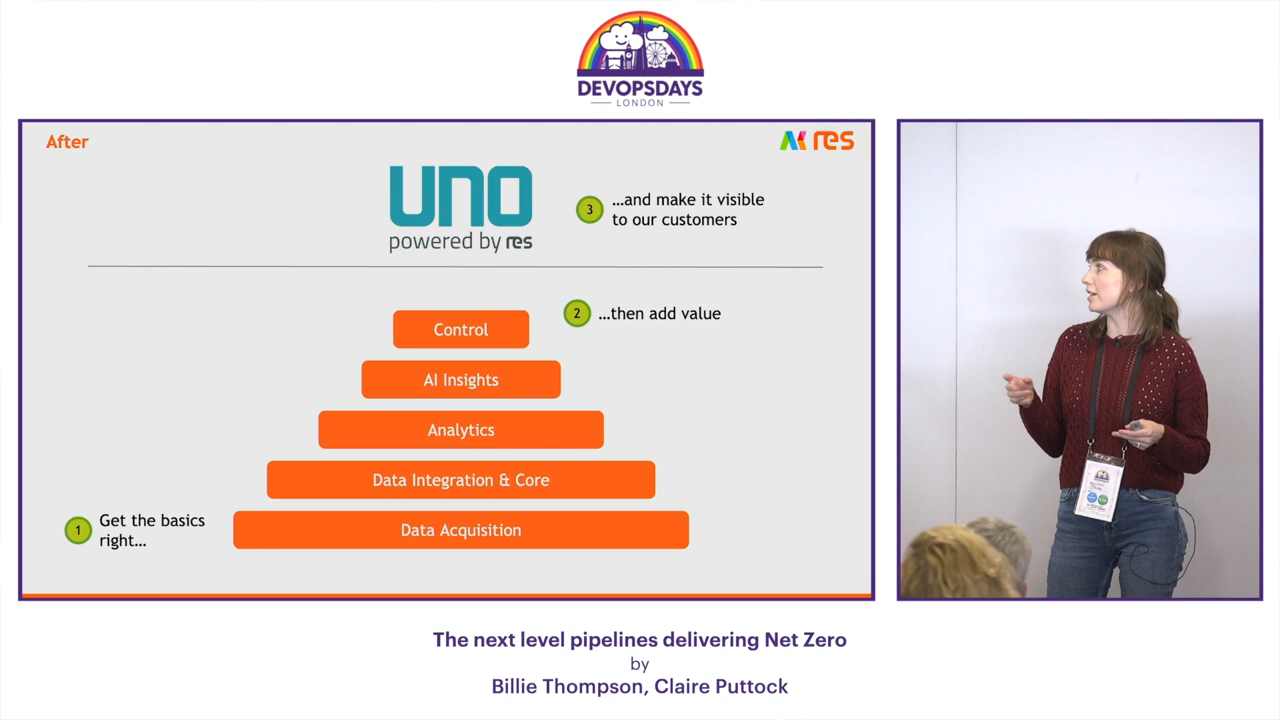 DEVOPSDAYS
LONDON
After
res
uno
powered by res
3
...and make it visible
to our customers
Control
2
...then add value
AI Insights
Analytics
Data Integration & Core
1
Get the basics
right...
Data Acquisition
The next level pipelines delivering Net Zero
by
Billie Thompson, Claire Puttock